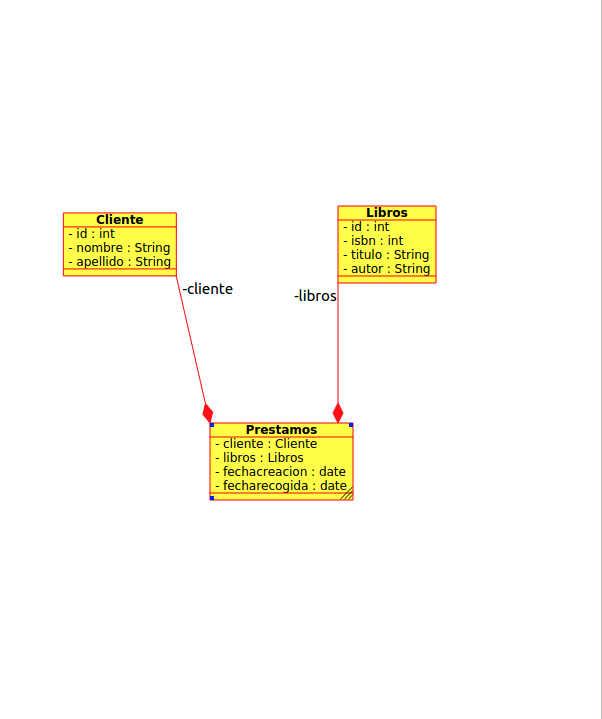 Cliente
- id : int
- nombre : String
- apellido : String
Libros
- id : int
- isbn : int
- titulo : String
- autor : String
-cliente
-libros
Prestamos
- cliente : Cliente
- libros : Libros
- fechacreacion : date
- fecharecogida : date